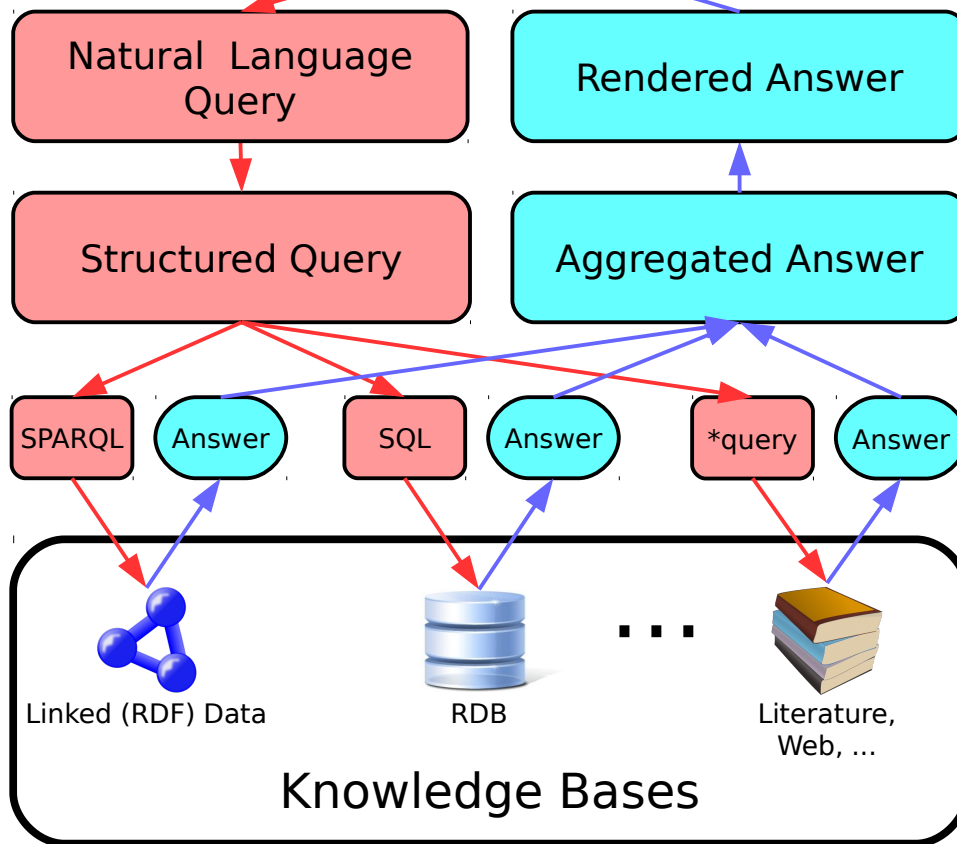 Natural Language
Query
Rendered Answer
Structured Query
Aggregated Answer
SPARQL
Answer
SQL
Answer
*query
Answer
...
Linked (RDF) Data
RDB
Literature,
Web, ...
Knowledge Bases